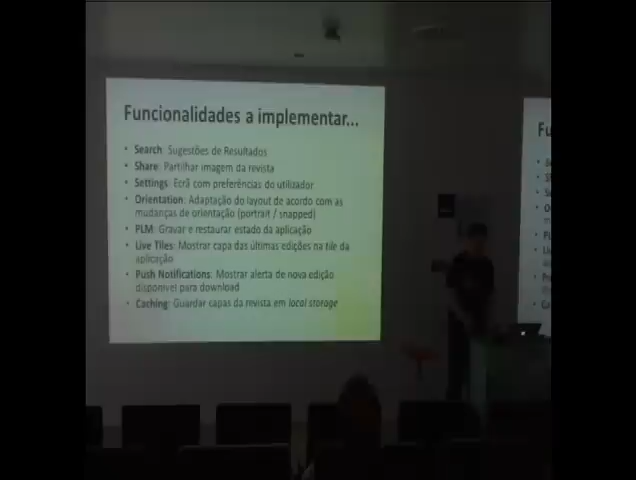 Funcionalidades a implementar...
• Search: Sugestões de Resultados
• Share: Partilhar imagem da revista
• Settings: Ecrã com preferências do utilizador
• Orientation: Adaptação do layout de acordo com as
mudanças de orientação (portrait / snapped)
• PLM: Gravar e restaurar estado da aplicação
• Live Tiles: Mostrar capa das últimas edições na tile da
aplicação
• Push Notifications: Mostrar alerta de nova edição
disponível para download
• Caching: Guardar capas da revista em local storage
Fu